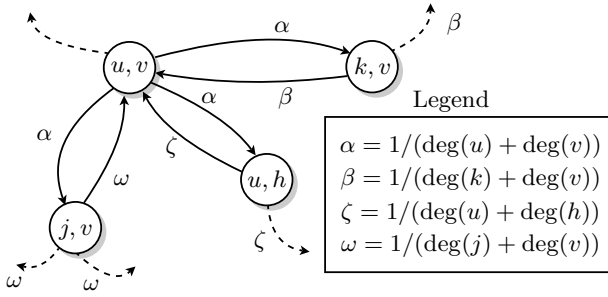 α
β
u, v
k, v
α
β
Legend
α
ζ
ω
u, h
α = 1/(deg(u) + deg(v))
β = 1/(deg(k) + deg(v))
ζ = 1/(deg(u) + deg(h))
ω = 1/(deg(j) + deg(v))
j, v
ζ
ω
ω